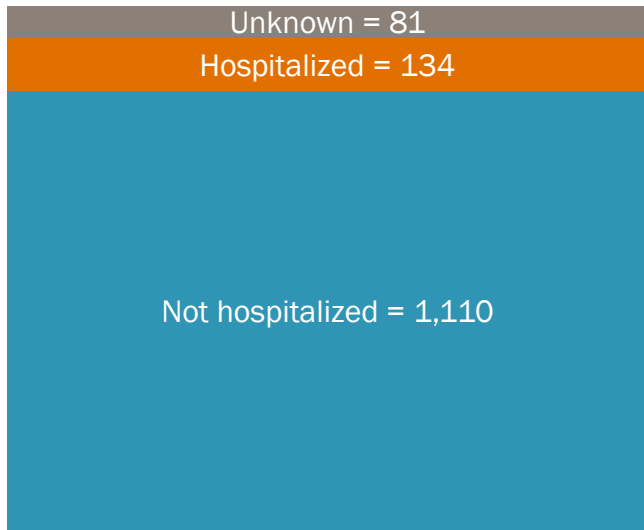 Unknown = 81
Hospitalized = 134
Not hospitalized = 1,110